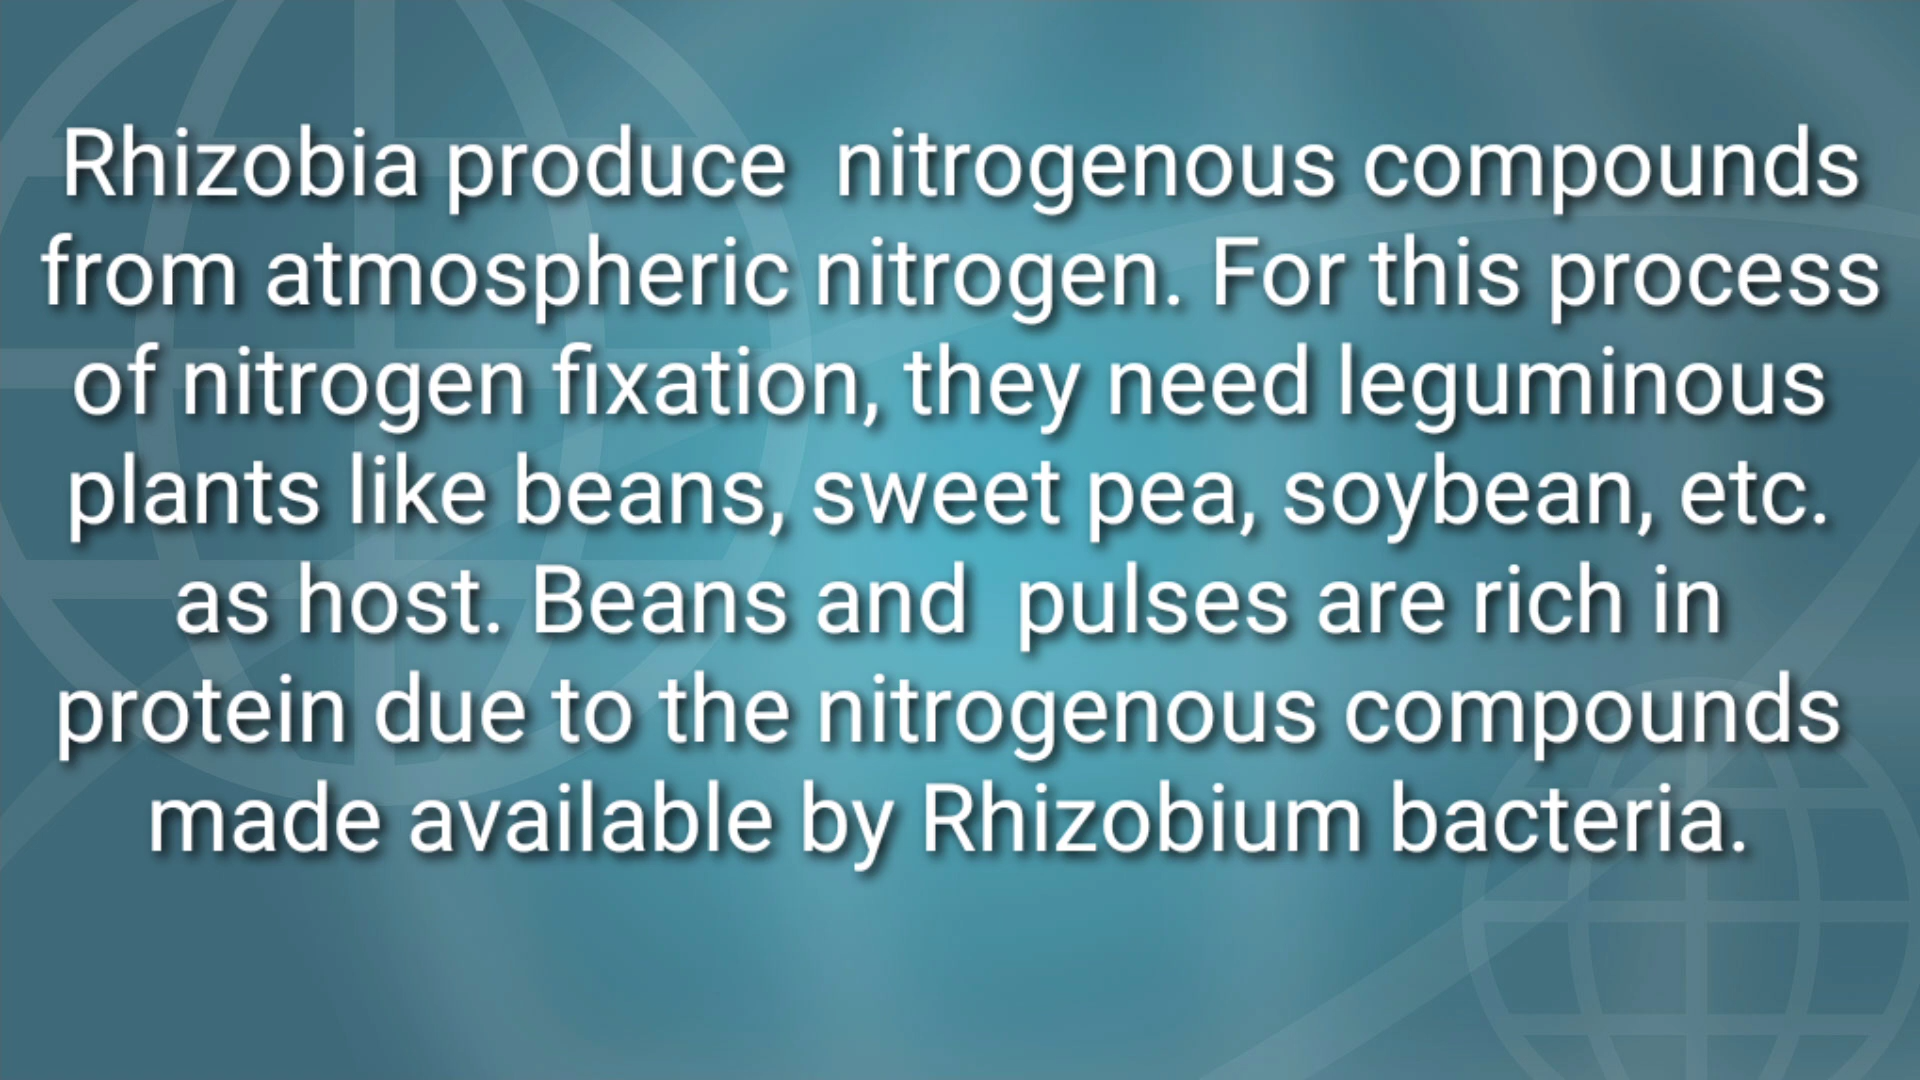 Rhizobia produce  nitrogenous compounds
from atmospheric nitrogen. For this process
of nitrogen fixation, they need leguminous
plants like beans, sweet pea, soybean, etc.
as host. Beans and  pulses are rich in
protein due to the nitrogenous compounds
made available by Rhizobium bacteria.